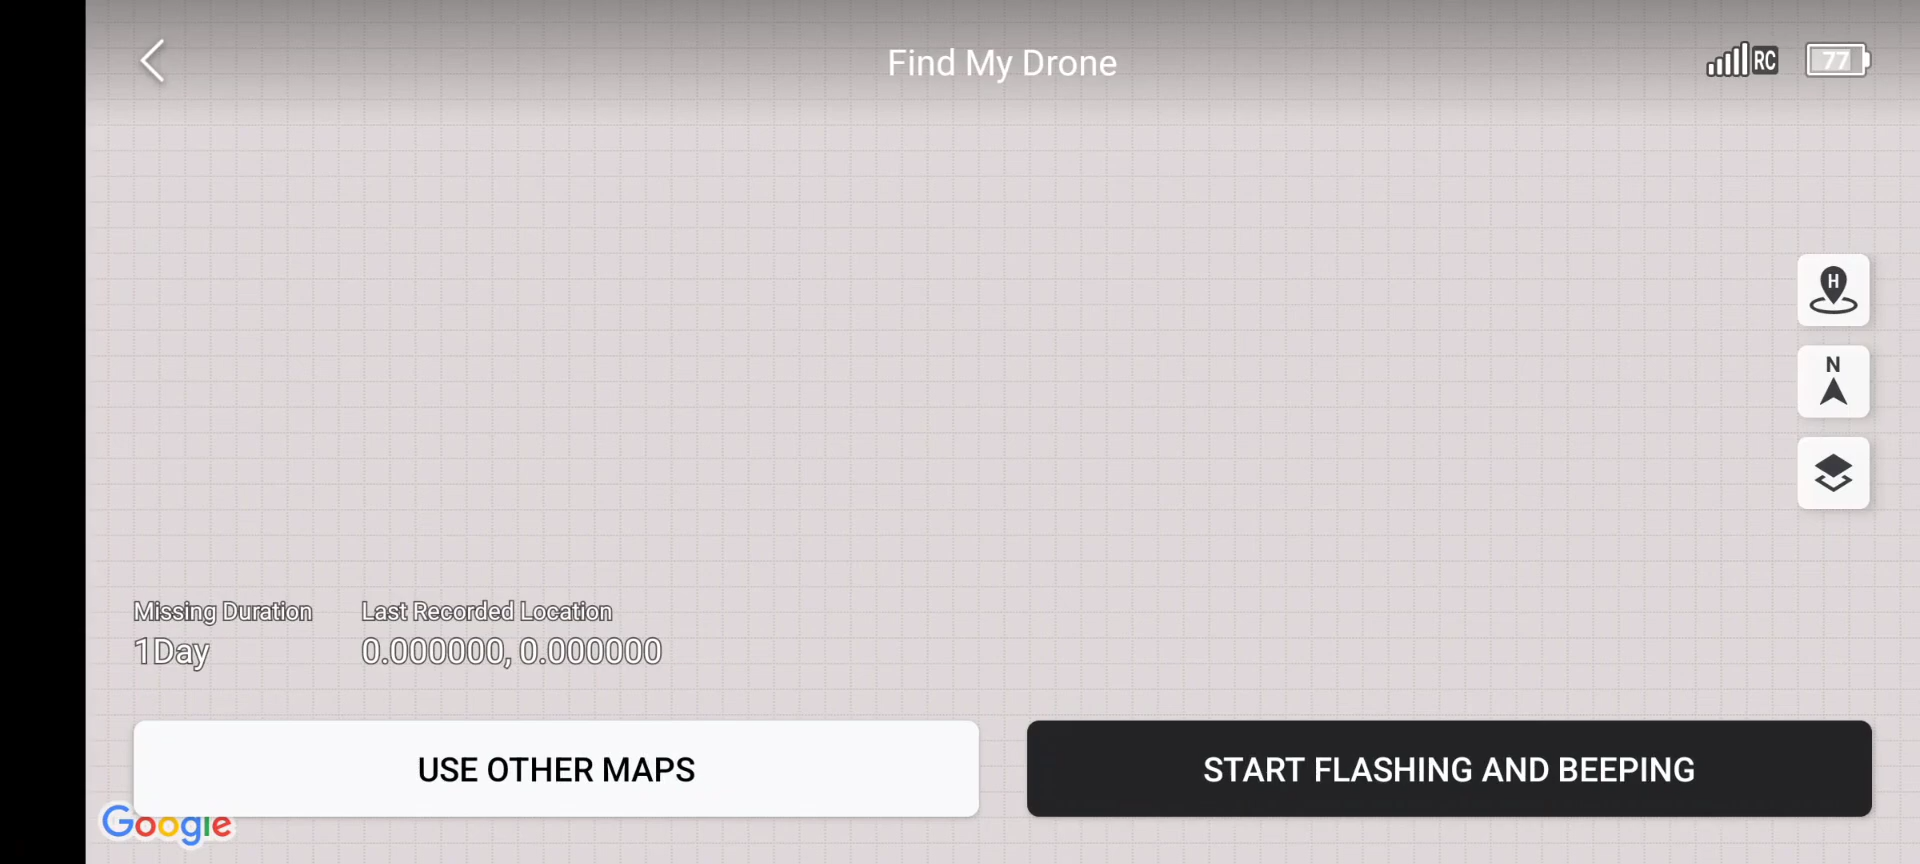 Find My Drone
RC
77
H
N
Missing Duration
Last Recorded Location
1Day
0.000000, 0.000000
USE OTHER MAPS
START FLASHING AND BEEPING
Google